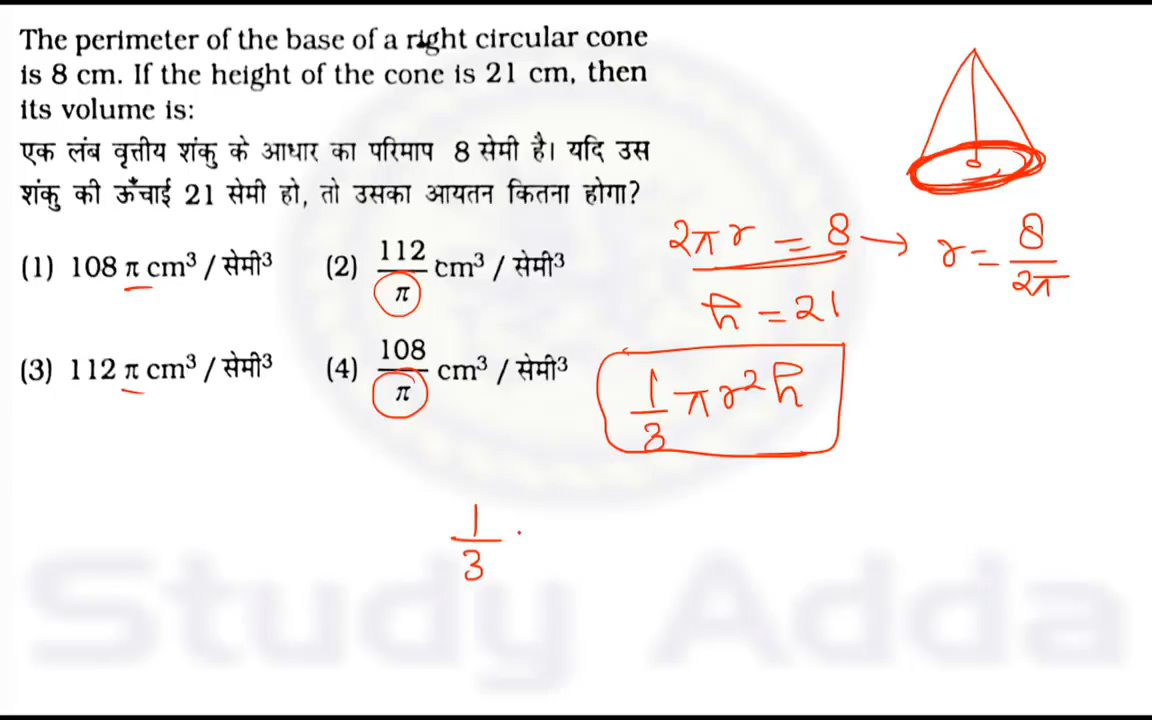 The perimeter of the base of a right circular cone
is 8 cm. If the height of the cone is 21 cm, then
its volume is:
एक लंब वृत्तीय शंकु के आधार का परिमाप 8 सेमी है। यदि उस
शंकु की ऊँचाई 21 सेमी हो, तो उसका आयतन कितना होगा?
(1) 108 π cm³ / सेमी³ (2) 112/π cm³ / सेमी³
(3) 112 π cm³ / सेमी³ (4) 108/π cm³ / सेमी³
2πr = 8 → r = 8/2π
h = 21
1/3 πr²h
1/3
Study Adda